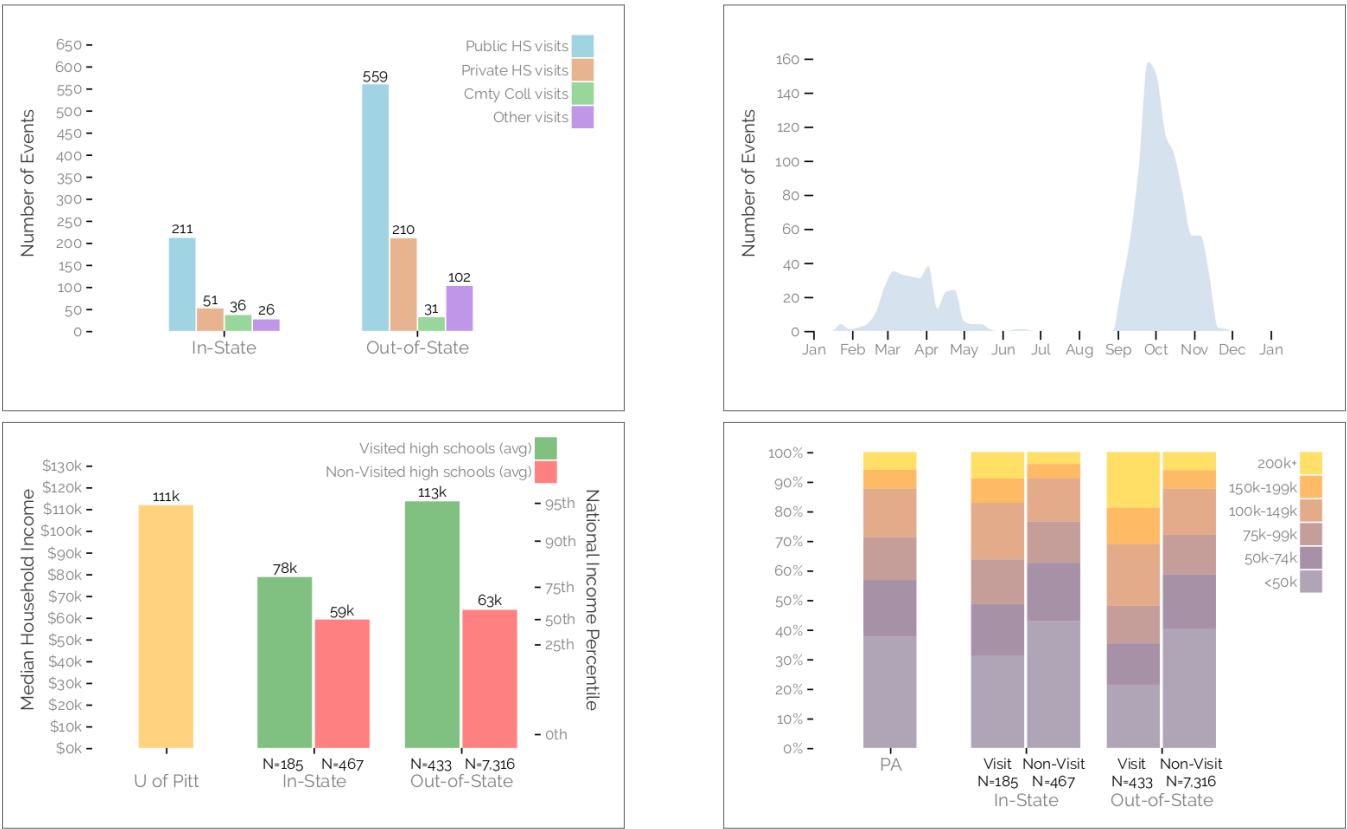 650
600
550
500
450
400
350
300
250
200
150
100
50
0
Number of Events
Public HS visits
Private HS visits
Cmty Coll visits
Other visits
211
51
36
26
559
210
31
102
In-State
Out-of-State
160
140
120
100
80
60
40
20
0
Number of Events
Jan Feb Mar Apr May Jun Jul Aug Sep Oct Nov Dec Jan
Visited high schools (avg)
Non-Visited high schools (avg)
$130k
$120k
$110k
$100k
$90k
$80k
$70k
$60k
$50k
$40k
$30k
$20k
$10k
$0k
Median Household Income
111k
78k
59k
113k
63k
95th
90th
75th
50th
25th
0th
National Income Percentile
N=185 N=467 N=433 N=7,316
U of Pitt In-State Out-of-State
100%
90%
80%
70%
60%
50%
40%
30%
20%
10%
0%
200k+
150k-199k
100k-149k
75k-99k
50k-74k
<50k
PA Visit Non-Visit Visit Non-Visit
N=185 N=467 N=433 N=7,316
In-State Out-of-State